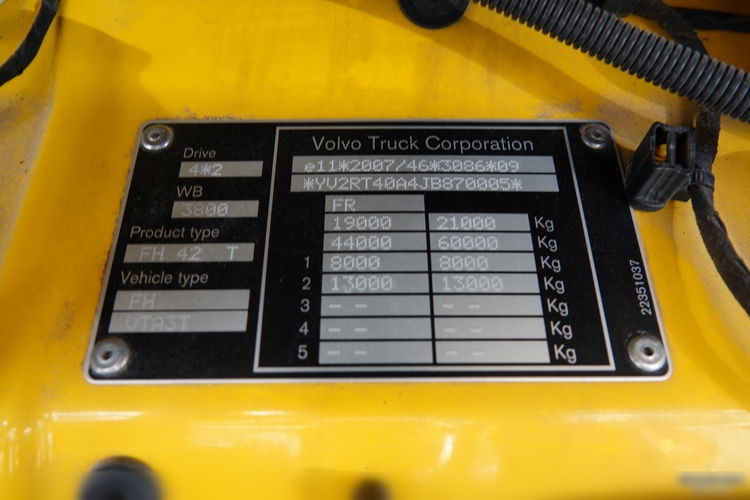 Volvo Truck Corporation
e11*2007/46*3086*09
*YV2RT40A4JB870005*
FR
19000 21000 Kg
44000 60000 Kg
1 8000 8000 Kg
2 13000 13000 Kg
3 -- -- Kg
4 -- -- Kg
5 -- -- Kg
Drive
4*2
WB
3800
Product type
FH 42 T
Vehicle type
FH
VTA3T
22351037